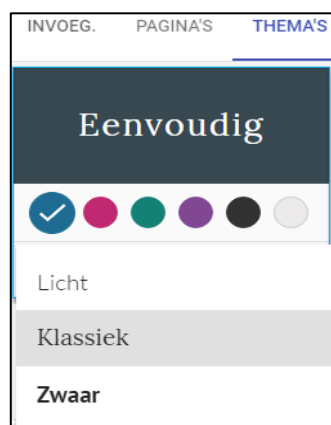 INVOEG. PAGINA'S THEMA'S
Eenvoudig
Licht
Klassiek
Zwaar